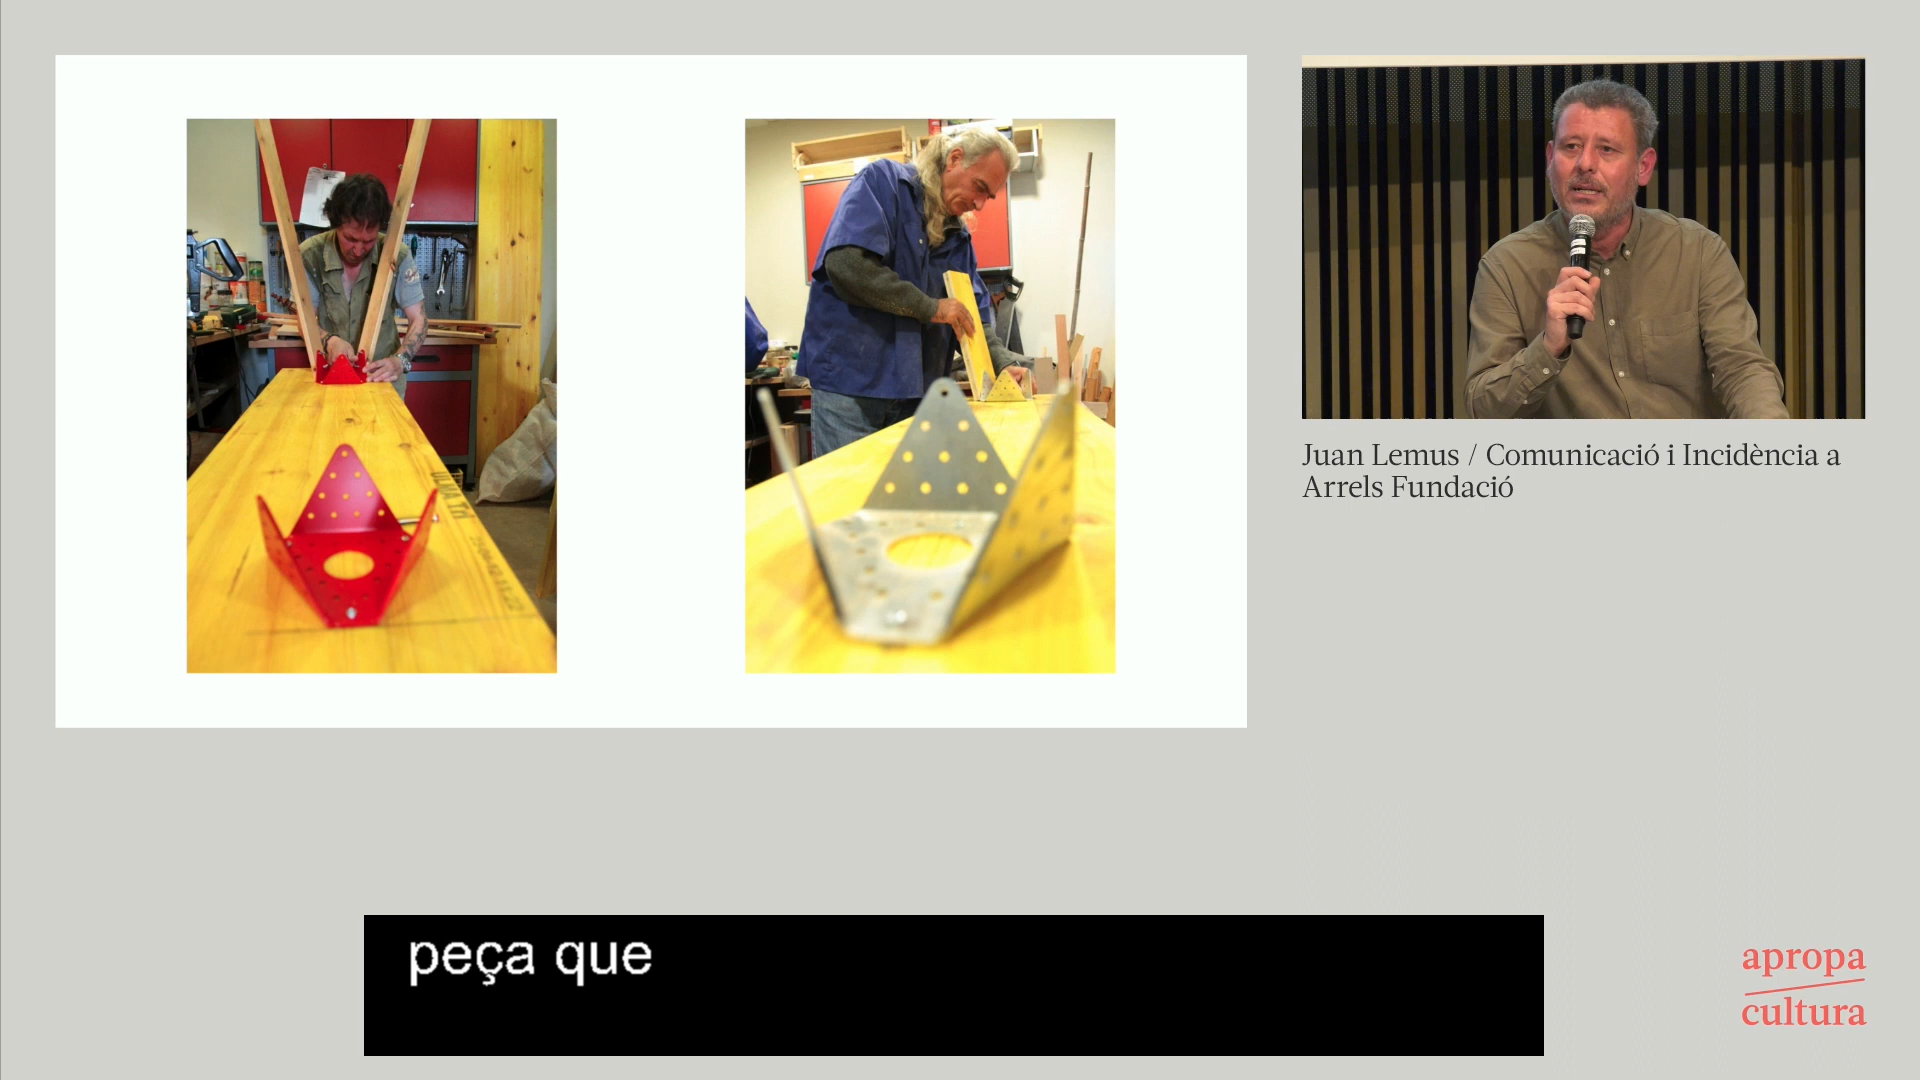 Juan Lemus / Comunicació i Incidència a
Arrels Fundació
peça que
apropa
cultura